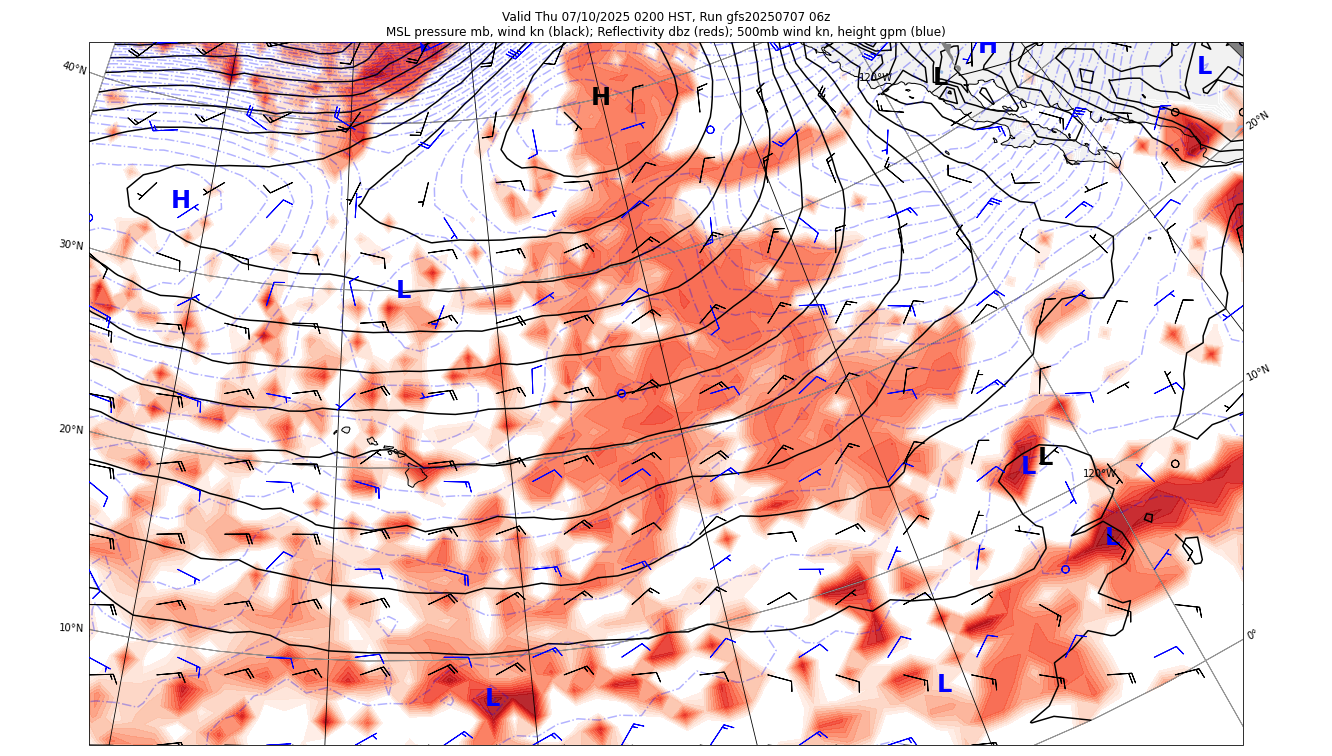 Valid Thu 07/10/2025 0200 HST, Run gfs20250707 06z
MSL pressure mb, wind kn (black); Reflectivity dbz (reds); 500mb wind kn, height gpm (blue)
H
L
40°N
120°W
L
H
20°N
H
30°N
L
10°N
20°N
L
L
120°W
L
10°N
0°
L
L